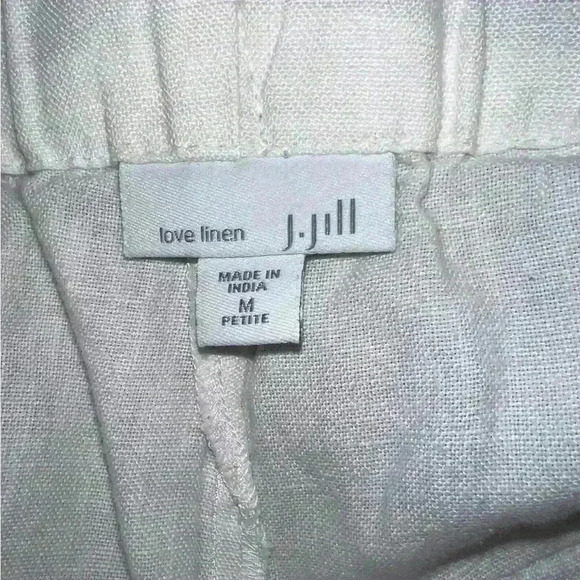 love linen J.Jill
MADE IN
INDIA
M
PETITE